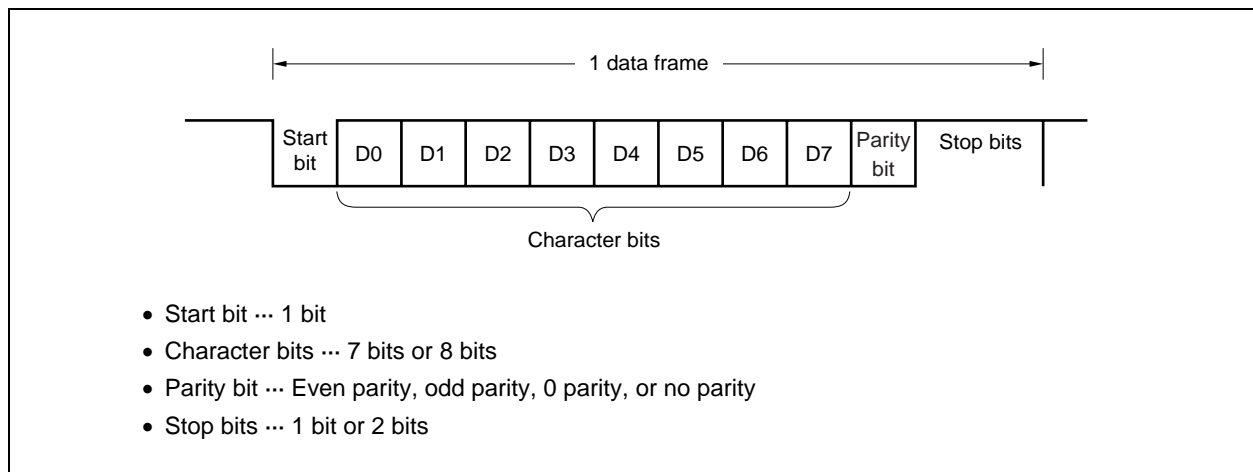 1 data frame
Start bit D0 D1 D2 D3 D4 D5 D6 D7 Parity bit Stop bits
Character bits
• Start bit ··· 1 bit
• Character bits ··· 7 bits or 8 bits
• Parity bit ··· Even parity, odd parity, 0 parity, or no parity
• Stop bits ··· 1 bit or 2 bits